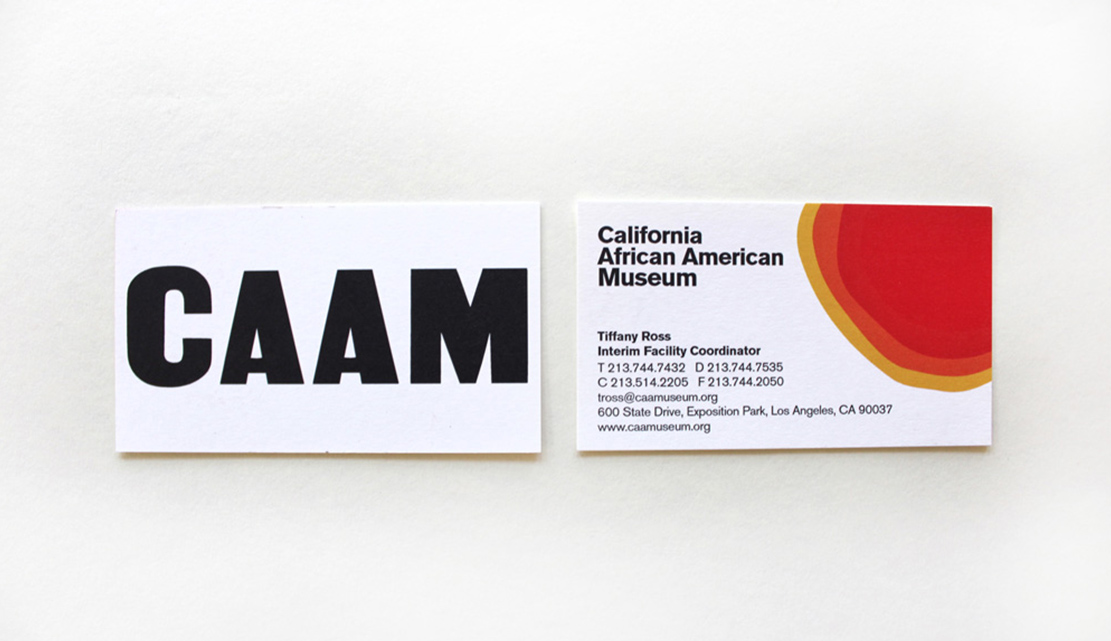 CAAM
California
African American
Museum
Tiffany Ross
Interim Facility Coordinator
T 213.744.7432 D 213.744.7535
C 213.514.2205 F 213.744.2050
tross@caamuseum.org
600 State Drive, Exposition Park, Los Angeles, CA 90037
www.caamuseum.org